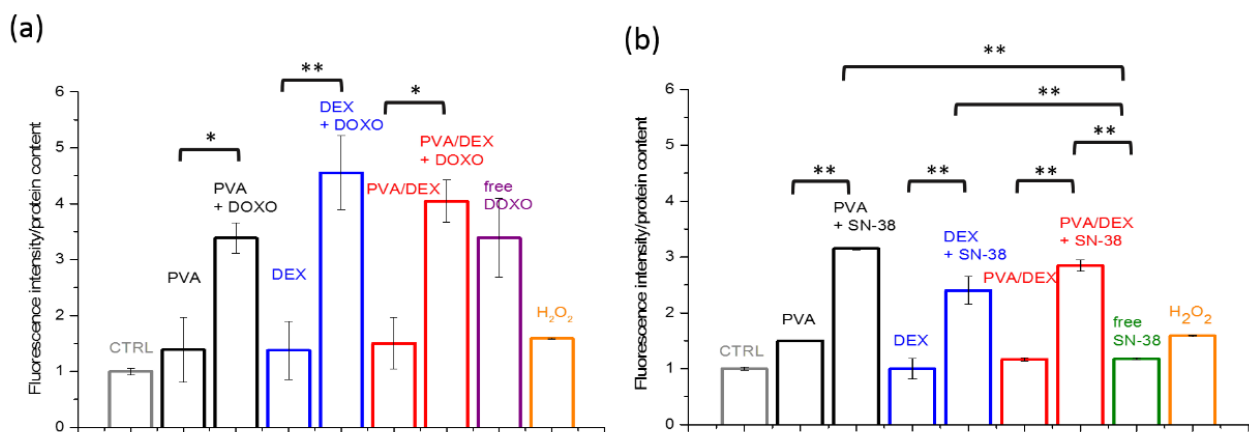 (a)
Fluorescence intensity/protein content
6
5
4
3
2
1
0
CTRL
PVA
*
PVA
+ DOXO
DEX
**
DEX
+ DOXO
PVA/DEX
*
PVA/DEX
+ DOXO
free
DOXO
H₂O₂
(b)
Fluorescence intensity/protein content
6
5
4
3
2
1
0
CTRL
PVA
**
PVA
+ SN-38
DEX
**
DEX
+ SN-38
PVA/DEX
**
PVA/DEX
+ SN-38
**
**
**
free
SN-38
H₂O₂